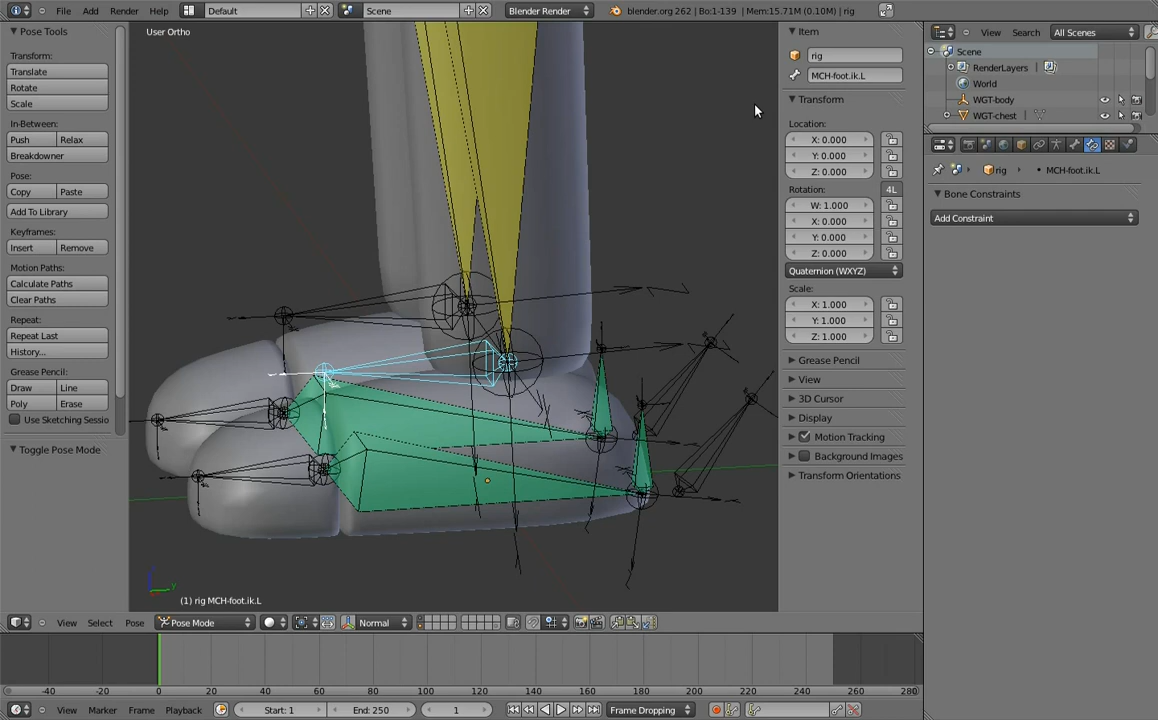 File Add Render Help Default Scene Blender Render blender.org 262 | Bo:1-139 | Mem:15.71M (0.10M) | rig
Pose Tools
Transform:
Translate
Rotate
Scale
In-Between:
Push Relax
Breakdowner
Pose:
Copy Paste
Add To Library
Keyframes:
Insert Remove
Motion Paths:
Calculate Paths
Clear Paths
Repeat:
Repeat Last
History...
Grease Pencil:
Draw Line
Poly Erase
Use Sketching Sessio
Toggle Pose Mode
User Ortho
z
y
(1) rig MCH-foot.ik.L
Item
rig
MCH-foot.ik.L
Transform
Location:
X: 0.000
Y: 0.000
Z: 0.000
Rotation: 4L
W: 1.000
X: 0.000
Y: 0.000
Z: 0.000
Quaternion (WXYZ)
Scale:
X: 1.000
Y: 1.000
Z: 1.000
Grease Pencil
View
3D Cursor
Display
Motion Tracking
Background Images
Transform Orientations
View Search All Scenes
Scene
RenderLayers
World
WGT-body
WGT-chest
rig MCH-foot.ik.L
Bone Constraints
Add Constraint
View Select Pose Pose Mode Normal
-40 -20 0 20 40 60 80 100 120 140 160 180 200 220 240 260 280
View Marker Frame Playback Start: 1 End: 250 1 Frame Dropping